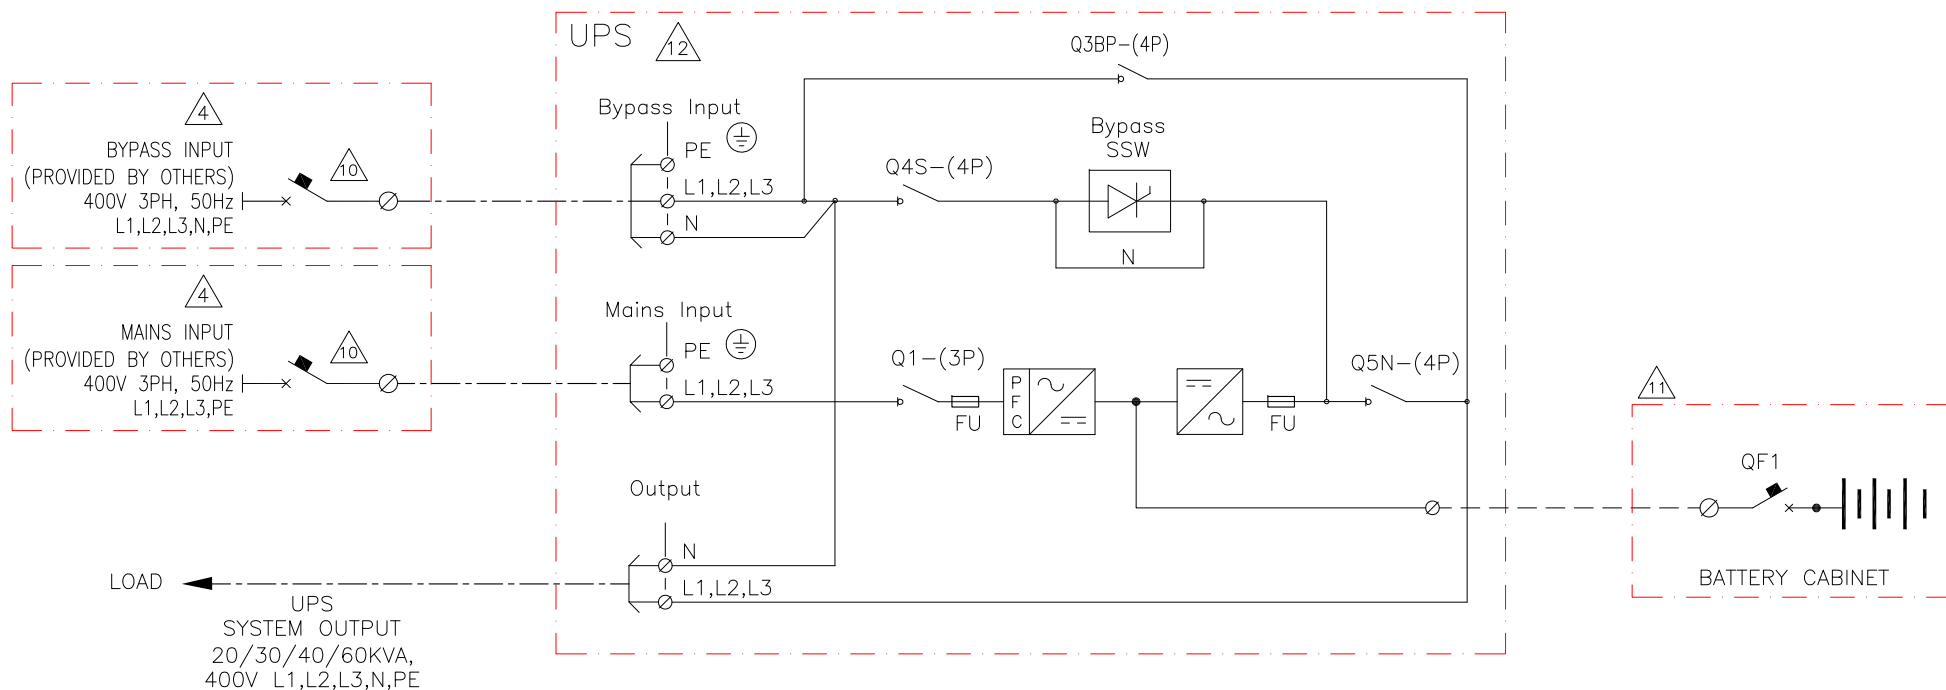 UPS
12
Q3BP-(4P)
4
BYPASS INPUT
(PROVIDED BY OTHERS)
400V 3PH, 50Hz
L1,L2,L3,N,PE
10
Bypass Input
PE
L1,L2,L3
N
Q4S-(4P)
Bypass
SSW
N
4
MAINS INPUT
(PROVIDED BY OTHERS)
400V 3PH, 50Hz
L1,L2,L3,PE
10
Mains Input
PE
L1,L2,L3
Q1-(3P)
FU
P
F
C
FU
Q5N-(4P)
11
QF1
BATTERY CABINET
Output
N
L1,L2,L3
LOAD
UPS
SYSTEM OUTPUT
20/30/40/60KVA,
400V L1,L2,L3,N,PE